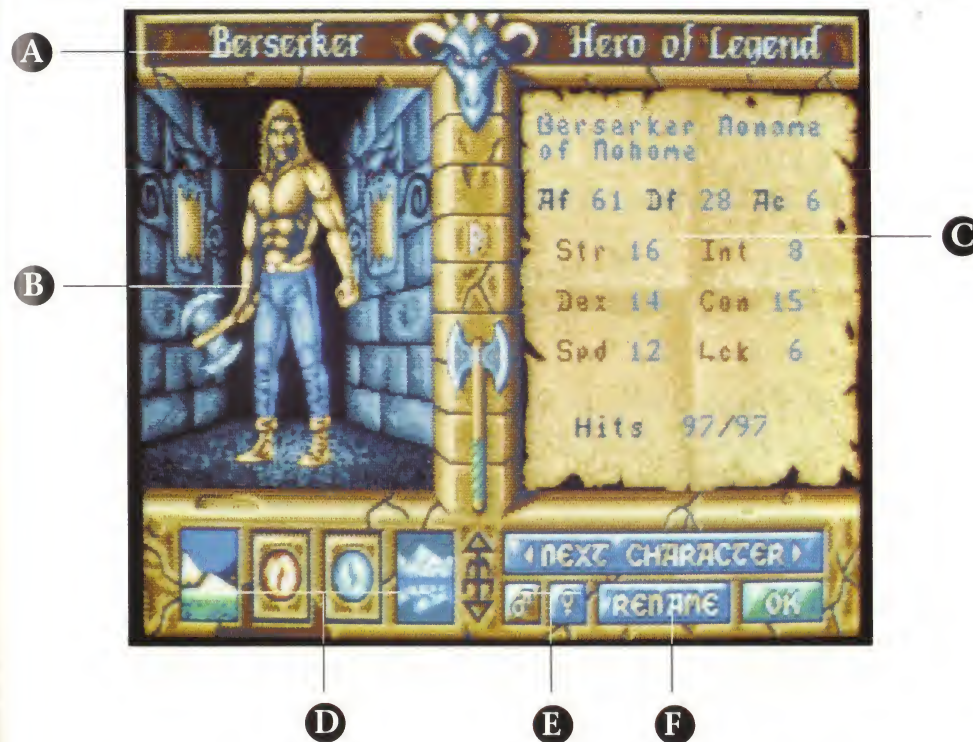 A
Berserker
Hero of Legend
Berserker Noname
of Nohome
Af 61 Df 28 Ac 6
C
Str 16 Int 8
B
Dex 14 Con 15
Spd 12 Lck 6
Hits 97/97
NEXT CHARACTER
RENAME OK
D
E
F